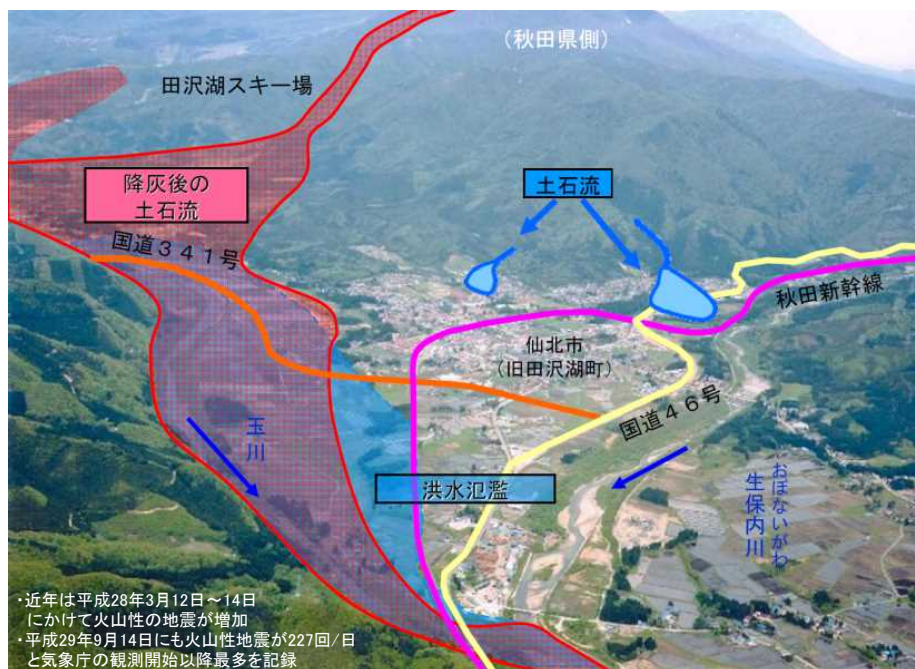 （秋田県側）
田沢湖スキー場
降灰後の
土石流
土石流
国道３４１号
秋田新幹線
仙北市
（旧田沢湖町）
国道４６号
玉川
洪水氾濫
おぼないがわ
生保内川
・近年は平成28年3月12日～14日
にかけて火山性の地震が増加
・平成29年9月14日にも火山性地震が227回/日
と気象庁の観測開始以降最多を記録